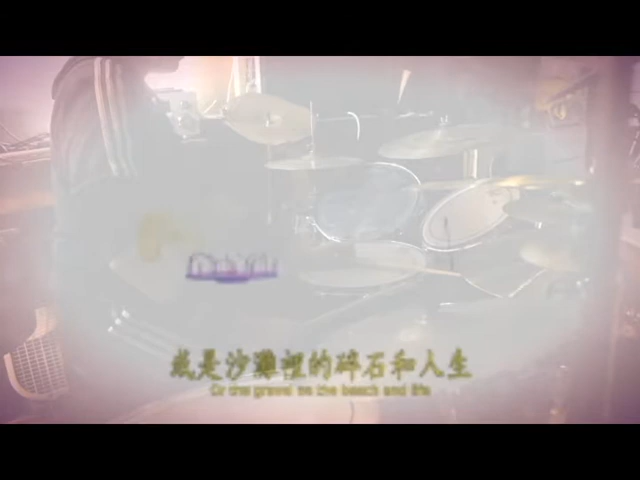 或是沙灘裡的碎石和人生
Or the gravel on the beach and life